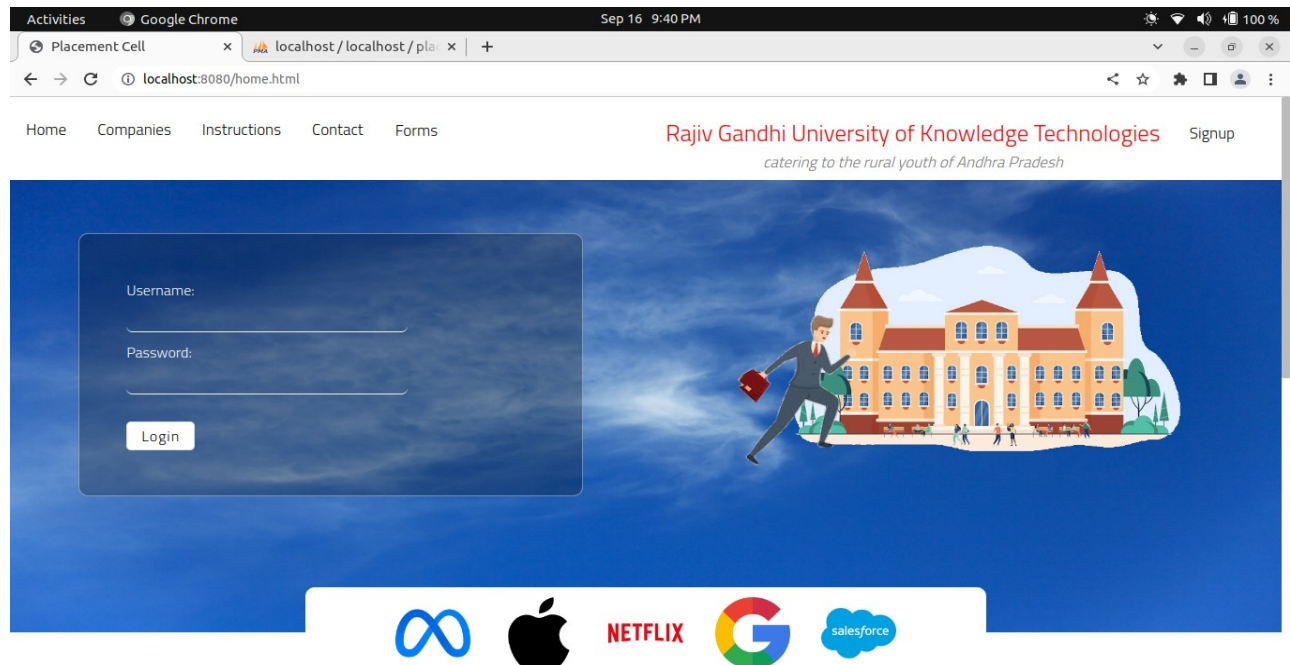 Activities Google Chrome Sep 16 9:40 PM 100 %
Placement Cell × localhost / localhost / pla × +
localhost:8080/home.html
Home Companies Instructions Contact Forms Rajiv Gandhi University of Knowledge Technologies Signup
catering to the rural youth of Andhra Pradesh
Username:
Password:
Login
NETFLIX salesforce